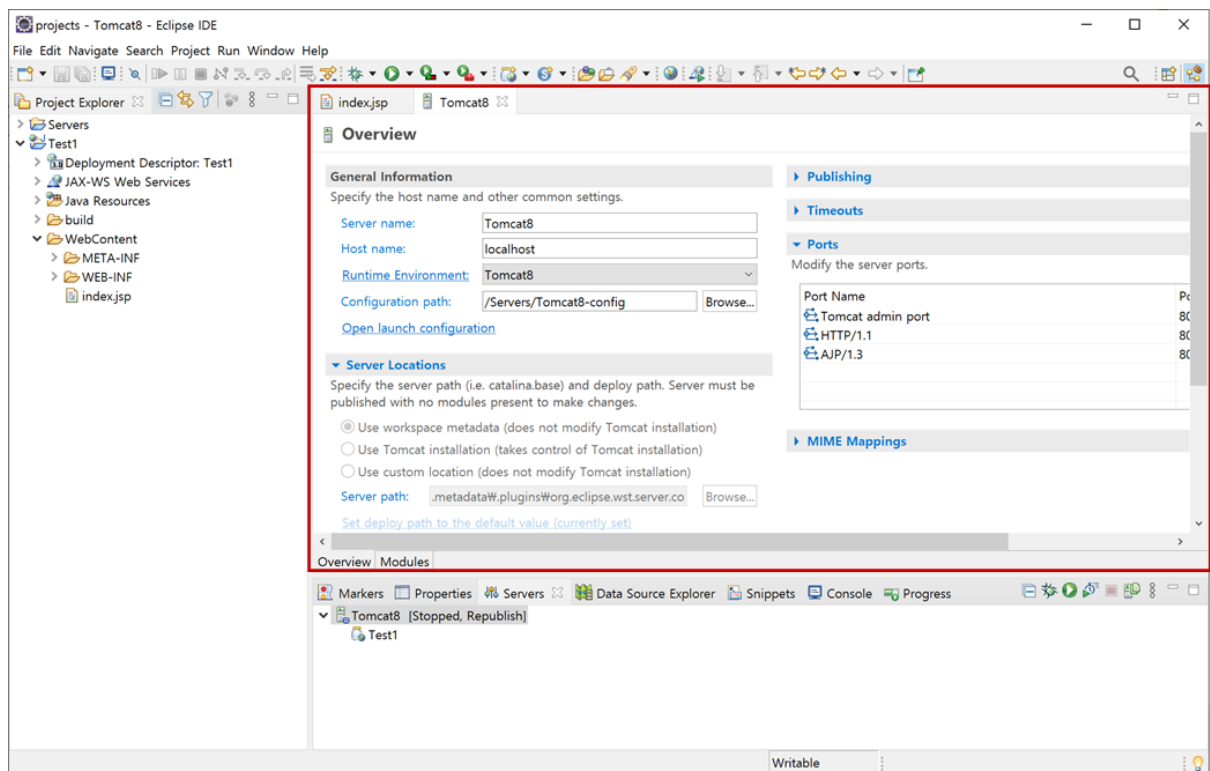 projects - Tomcat8 - Eclipse IDE
File Edit Navigate Search Project Run Window Help
Project Explorer
Servers
Test1
Deployment Descriptor: Test1
JAX-WS Web Services
Java Resources
build
WebContent
META-INF
WEB-INF
index.jsp
index.jsp Tomcat8
Overview
General Information
Specify the host name and other common settings.
Server name: Tomcat8
Host name: localhost
Runtime Environment: Tomcat8
Configuration path: /Servers/Tomcat8-config Browse...
Open launch configuration
Server Locations
Specify the server path (i.e. catalina.base) and deploy path. Server must be
published with no modules present to make changes.
Use workspace metadata (does not modify Tomcat installation)
Use Tomcat installation (takes control of Tomcat installation)
Use custom location (does not modify Tomcat installation)
Server path: .metadata₩.plugins₩org.eclipse.wst.server.co Browse...
Set deploy path to the default value (currently set)
Publishing
Timeouts
Ports
Modify the server ports.
Port Name
Tomcat admin port 80
HTTP/1.1 80
AJP/1.3 80
MIME Mappings
Overview Modules
Markers Properties Servers Data Source Explorer Snippets Console Progress
Tomcat8 [Stopped, Republish]
Test1
Writable